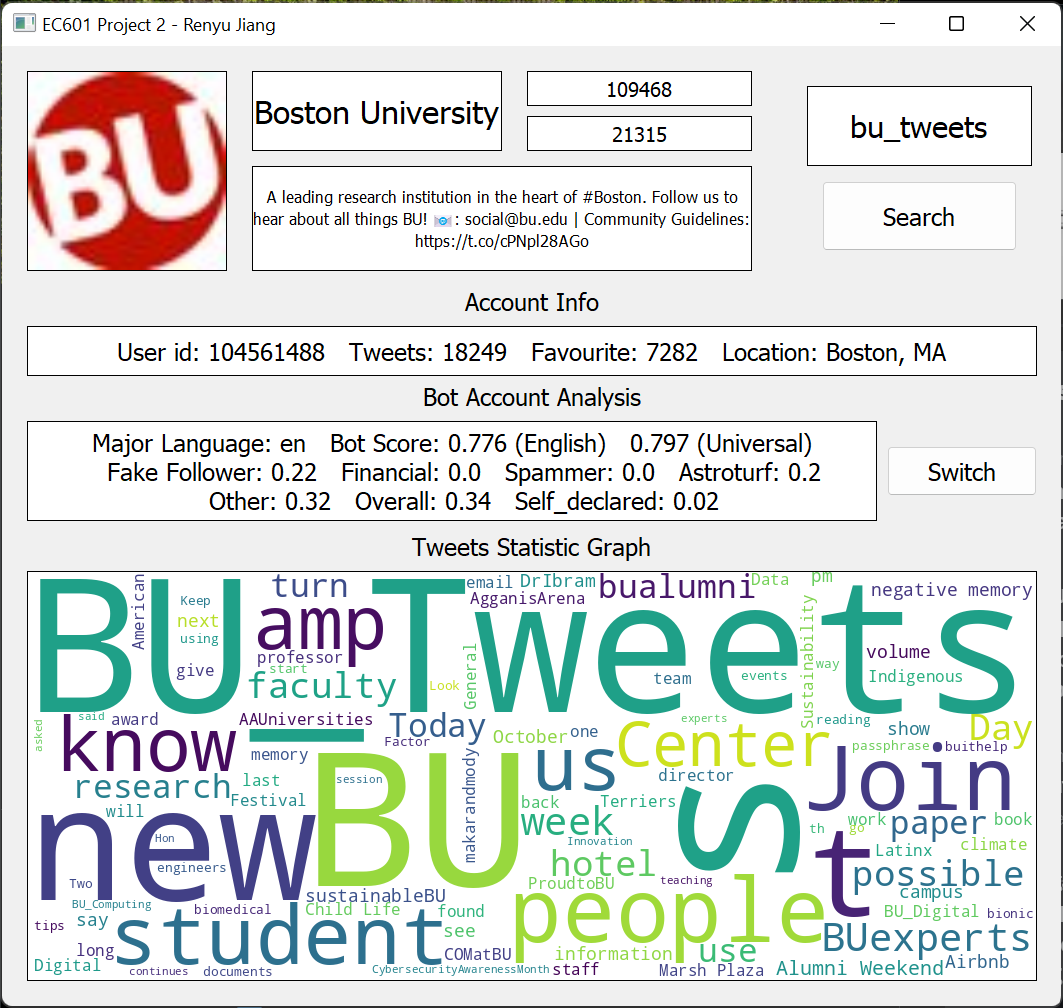 EC601 Project 2 - Renyu Jiang
BU
Boston University
109468
21315
bu_tweets
A leading research institution in the heart of #Boston. Follow us to
hear about all things BU! 📧 : social@bu.edu | Community Guidelines:
https://t.co/cPNpl28AGo
Search
Account Info
User id: 104561488 Tweets: 18249 Favourite: 7282 Location: Boston, MA
Bot Account Analysis
Major Language: en Bot Score: 0.776 (English) 0.797 (Universal)
Fake Follower: 0.22 Financial: 0.0 Spammer: 0.0 Astroturf: 0.2
Other: 0.32 Overall: 0.34 Self_declared: 0.02
Switch
Tweets Statistic Graph
BU_Tweets
American
Keep
next
using
give
turn
amp
professor
start
faculty
email
DrIbram
AgganisArena
bualumni
Data
pm
negative memory
Look
General
team
events
Sustainability
way
volume
Indigenous
asked
said
award
know
AAUniversities
memory
Factor
Today
October
one
experts
Center
reading
show
Day
passphrase
buithelp
research
last
will
Festival
session
makarandmody
us
director
Join
new
Hon
engineers
BU
back
week
Terriers
Innovation
S
th
go
work
paper
book
Latinx
climate
t
possible
hotel
ProudtoBU
teaching
people
campus
BU_Digital
bionic
Two
BU_Computing
tips
say
long
Digital
student
biomedical
sustainableBU
Child Life
found
see
COMatBU
information
use
BUexperts
continues
documents
CybersecurityAwarenessMonth
staff
Marsh Plaza
Alumni Weekend
Airbnb